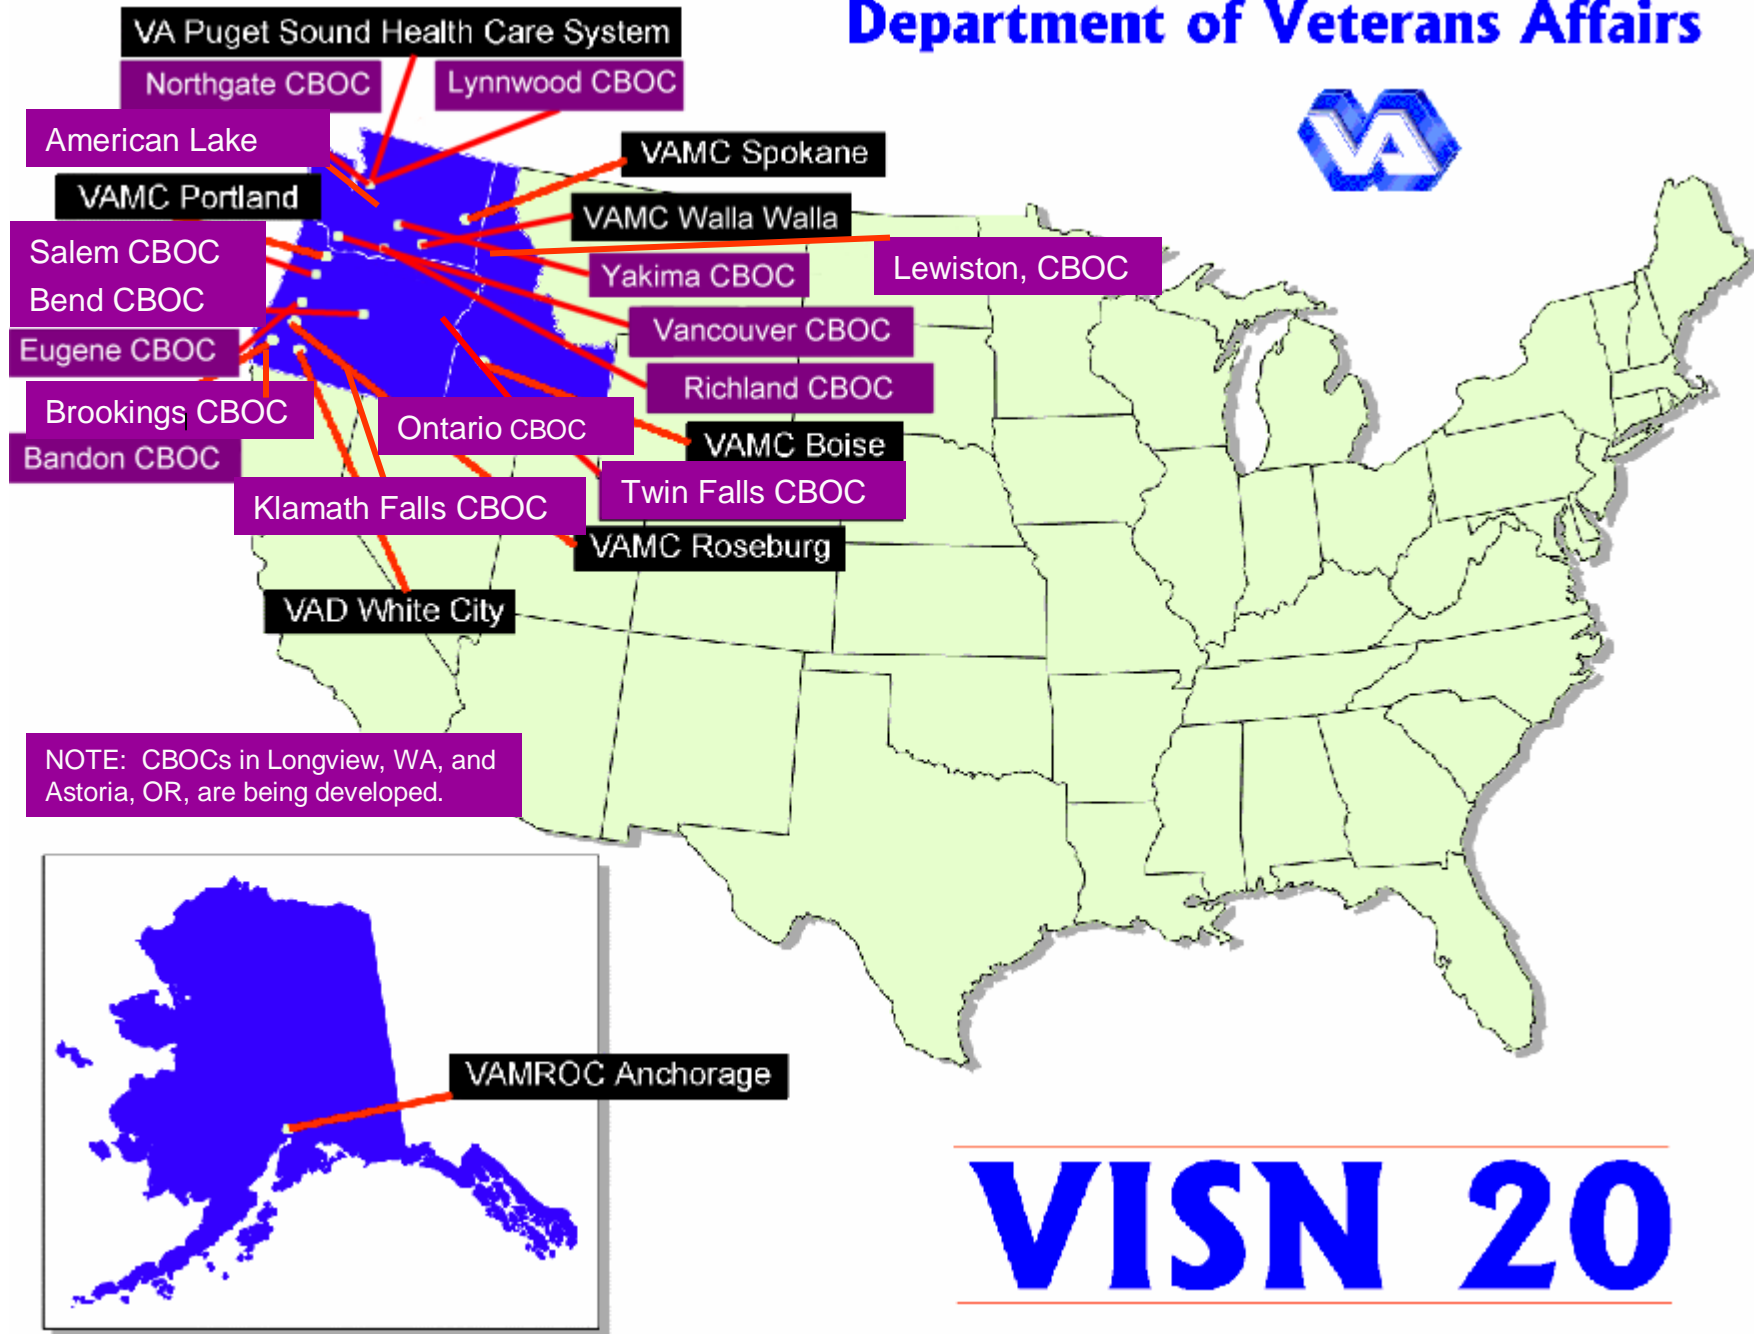 Department of Veterans Affairs
VA Puget Sound Health Care System
Northgate CBOC
Lynnwood CBOC
VA
American Lake
VAMC Spokane
VAMC Portland
VAMC Walla Walla
Salem CBOC
Lewiston, CBOC
Yakima CBOC
Bend CBOC
Vancouver CBOC
Eugene CBOC
Richland CBOC
Brookings CBOC
Ontario CBOC
VAMC Boise
Bandon CBOC
Twin Falls CBOC
Klamath Falls CBOC
VAMC Roseburg
VAD White City
NOTE: CBOCs in Longview, WA, and
Astoria, OR, are being developed.
VAMROC Anchorage
VISN 20